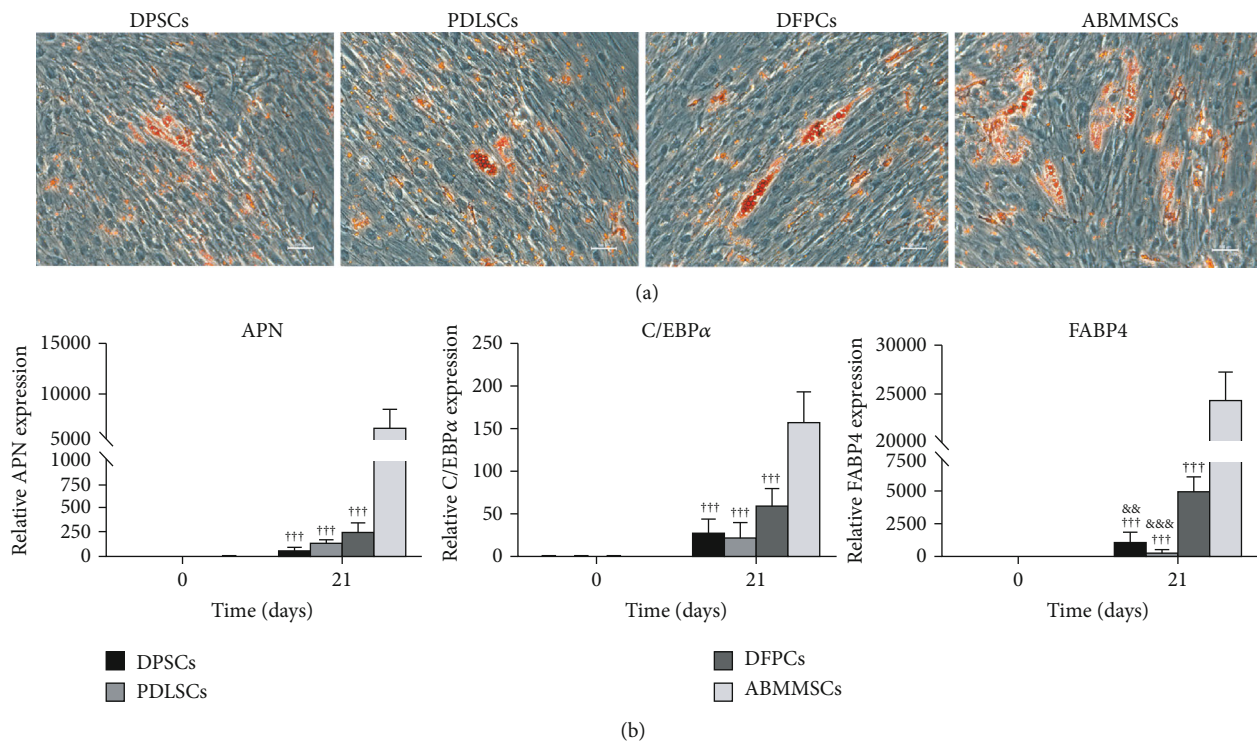 DPSCs PDLSCs DFPCs ABMMSCs
(a)
APN
Relative APN expression
15000
10000
5000
1000
750
500
250
0
†††
†††
†††
0 21
Time (days)
C/EBPα
Relative C/EBPα expression
250
200
150
100
50
0
†††
†††
†††
0 21
Time (days)
FABP4
Relative FABP4 expression
30000
25000
20000
7500
5000
2500
0
&&
†††
&&&
†††
†††
0 21
Time (days)
DPSCs
PDLSCs
DFPCs
ABMMSCs
(b)